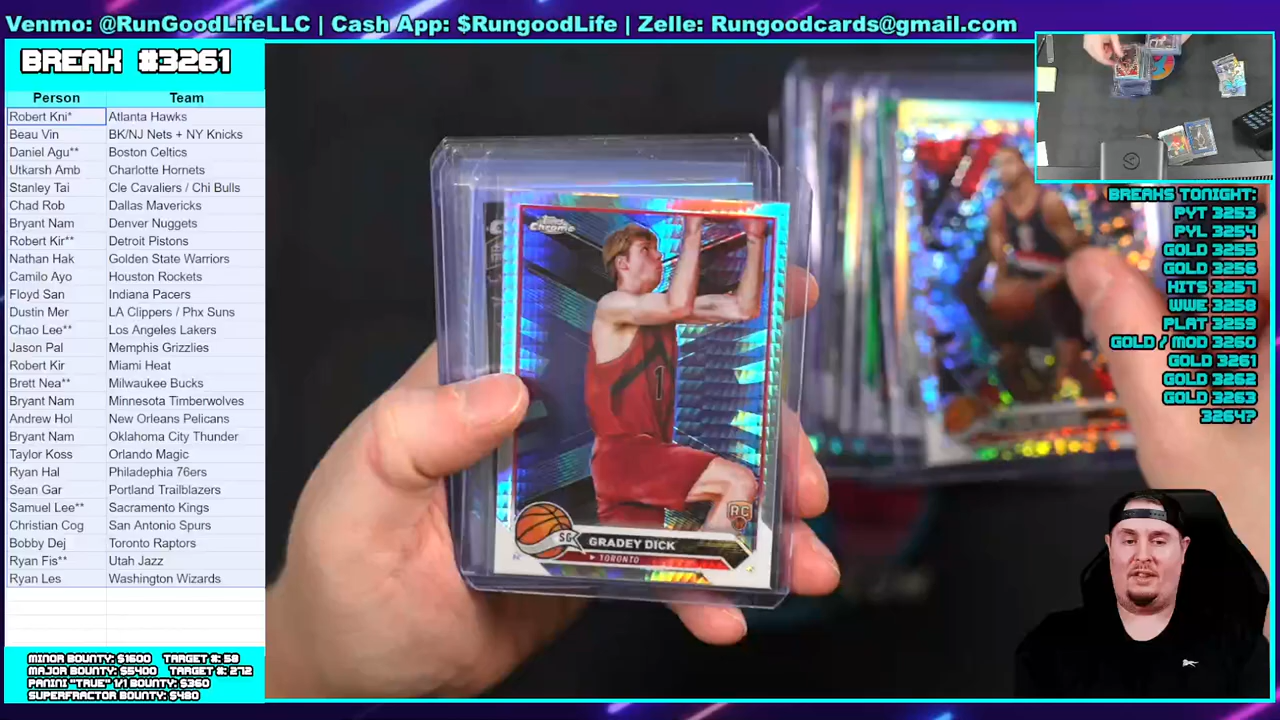 Venmo: @RunGoodLifeLLC | Cash App: $RungoodLife | Zelle: Rungoodcards@gmail.com
BREAK #3261
Person Team
Robert Kni* Atlanta Hawks
Beau Vin BK/NJ Nets + NY Knicks
Daniel Agu** Boston Celtics
Utkarsh Amb Charlotte Hornets
Stanley Tai Cle Cavaliers / Chi Bulls
Chad Rob Dallas Mavericks
Bryant Nam Denver Nuggets
Robert Kir** Detroit Pistons
Nathan Hak Golden State Warriors
Camilo Ayo Houston Rockets
Floyd San Indiana Pacers
Dustin Mer LA Clippers / Phx Suns
Chao Lee** Los Angeles Lakers
Jason Pal Memphis Grizzlies
Robert Kir Miami Heat
Brett Nea** Milwaukee Bucks
Bryant Nam Minnesota Timberwolves
Andrew Hol New Orleans Pelicans
Bryant Nam Oklahoma City Thunder
Taylor Koss Orlando Magic
Ryan Hal Philadephia 76ers
Sean Gar Portland Trailblazers
Samuel Lee** Sacramento Kings
Christian Cog San Antonio Spurs
Bobby Dej Toronto Raptors
Ryan Fis** Utah Jazz
Ryan Les Washington Wizards
MINOR BOUNTY: $1600 TARGET #: 58
MAJOR BOUNTY: $5400 TARGET #: 272
PANINI "TRUE" 1/1 BOUNTY: $360
SUPERFRACTOR BOUNTY: $480
Topps
Chrome
1
RC
SG GRADEY DICK
TORONTO
BREAKS TONIGHT:
PYT 3253
PYL 3254
GOLD 3255
GOLD 3256
HITS 3257
WWE 3258
PLAT 3259
GOLD / MOD 3260
GOLD 3261
GOLD 3262
GOLD 3263
3264?